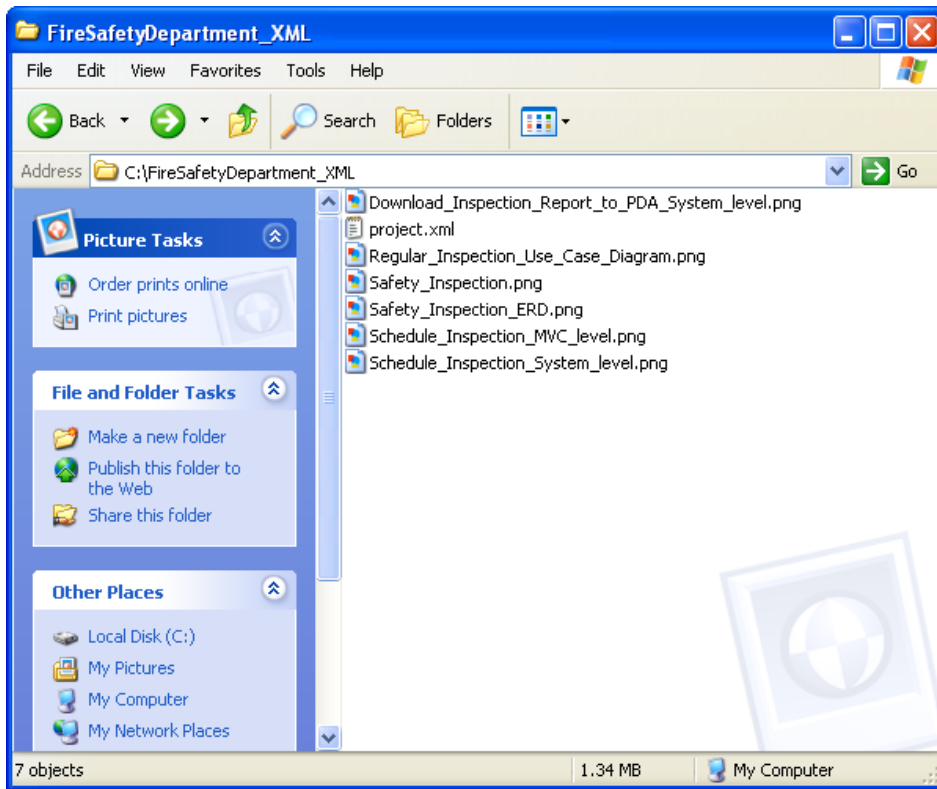 FireSafetyDepartment_XML
File Edit View Favorites Tools Help
Back Search Folders
Address C:\FireSafetyDepartment_XML Go
Picture Tasks
Order prints online
Print pictures
File and Folder Tasks
Make a new folder
Publish this folder to
the Web
Share this folder
Other Places
Local Disk (C:)
My Pictures
My Computer
My Network Places
Download_Inspection_Report_to_PDA_System_level.png
project.xml
Regular_Inspection_Use_Case_Diagram.png
Safety_Inspection.png
Safety_Inspection_ERD.png
Schedule_Inspection_MVC_level.png
Schedule_Inspection_System_level.png
7 objects 1.34 MB My Computer